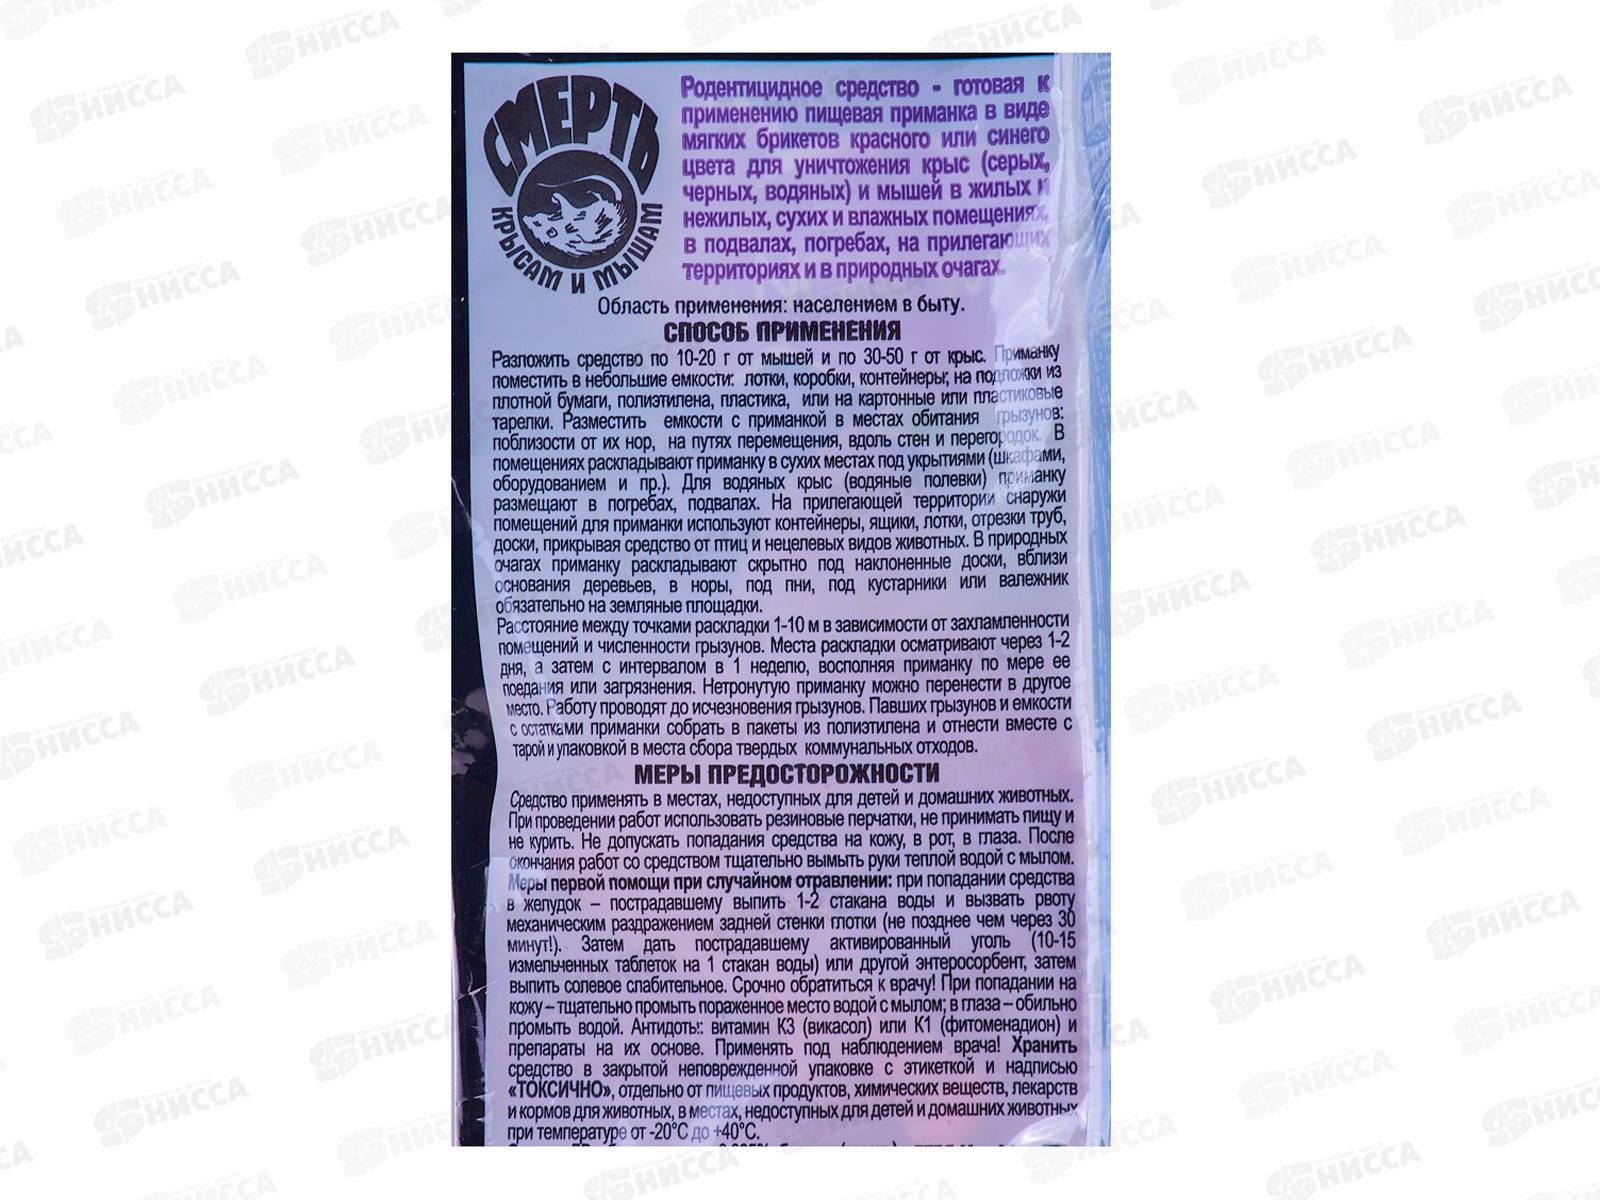 СМЕРТЬ
КРЫСАМ И МЫШАМ
Родентицидное средство - готовая к
применению пищевая приманка в виде
мягких брикетов красного или синего
цвета для уничтожения крыс (серых,
черных, водяных) и мышей в жилых и
нежилых, сухих и влажных помещениях,
в подвалах, погребах, на прилегающих
территориях и в природных очагах.
Область применения: населением в быту.
СПОСОБ ПРИМЕНЕНИЯ
Разложить средство по 10-20 г от мышей и по 30-50 г от крыс. Приманку
поместить в небольшие емкости: лотки, коробки, контейнеры; на подложки из
плотной бумаги, полиэтилена, пластика, или на картонные или пластиковые
тарелки. Разместить емкости с приманкой в местах обитания грызунов:
поблизости от их нор, на путях перемещения, вдоль стен и перегородок. В
помещениях раскладывают приманку в сухих местах под укрытиями (шкафами,
оборудованием и пр.). Для водяных крыс (водяные полевки) приманку
размещают в погребах, подвалах. На прилегающей территории снаружи
помещений для приманки используют контейнеры, ящики, лотки, отрезки труб,
доски, прикрывая средство от птиц и нецелевых видов животных. В природных
очагах приманку раскладывают скрытно под наклоненные доски, вблизи
основания деревьев, в норы, под пни, под кустарники или валежник
обязательно на земляные площадки.
Расстояние между точками раскладки 1-10 м в зависимости от захламленности
помещений и численности грызунов. Места раскладки осматривают через 1-2
дня, а затем с интервалом в 1 неделю, восполняя приманку по мере ее
поедания или загрязнения. Нетронутую приманку можно перенести в другое
место. Работу проводят до исчезновения грызунов. Павших грызунов и емкости
с остатками приманки собрать в пакеты из полиэтилена и отнести вместе с
тарой и упаковкой в места сбора твердых коммунальных отходов.
МЕРЫ ПРЕДОСТОРОЖНОСТИ
Средство применять в местах, недоступных для детей и домашних животных.
При проведении работ использовать резиновые перчатки, не принимать пищу и
не курить. Не допускать попадания средства на кожу, в рот, в глаза. После
окончания работ со средством тщательно вымыть руки теплой водой с мылом.
Меры первой помощи при случайном отравлении: при попадании средства
в желудок – пострадавшему выпить 1-2 стакана воды и вызвать рвоту
механическим раздражением задней стенки глотки (не позднее чем через 30
минут!). Затем дать пострадавшему активированный уголь (10-15
измельченных таблеток на 1 стакан воды) или другой энтеросорбент, затем
выпить солевое слабительное. Срочно обратиться к врачу! При попадании на
кожу – тщательно промыть пораженное место водой с мылом; в глаза – обильно
промыть водой. Антидоты: витамин К3 (викасол) или К1 (фитоменадион) и
препараты на их основе. Применять под наблюдением врача! Хранить
средство в закрытой неповрежденной упаковке с этикеткой и надписью
«ТОКСИЧНО», отдельно от пищевых продуктов, химических веществ, лекарств
и кормов для животных, в местах, недоступных для детей и домашних животных
при температуре от -20°С до +40°С.